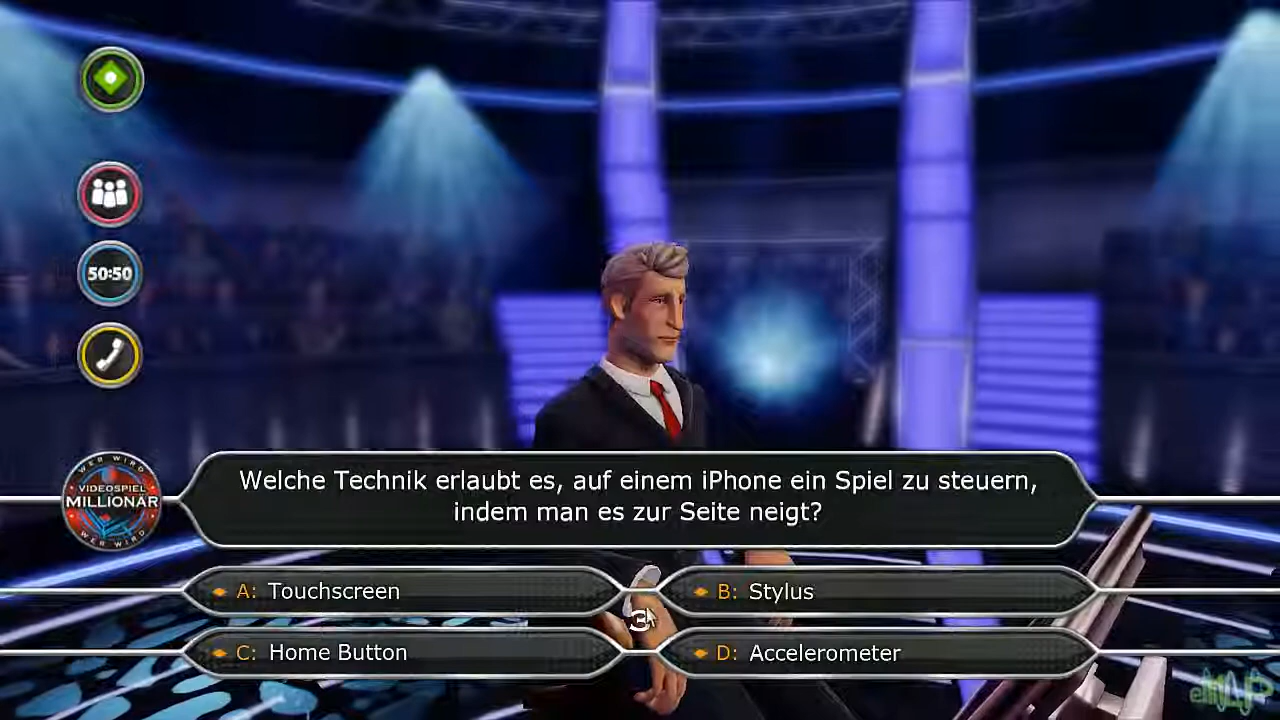 50:50
WER WIRD
VIDEOSPIEL
MILLIONÄR
WER WIRD
Welche Technik erlaubt es, auf einem iPhone ein Spiel zu steuern,
indem man es zur Seite neigt?
A: Touchscreen
B: Stylus
3
C: Home Button
D: Accelerometer